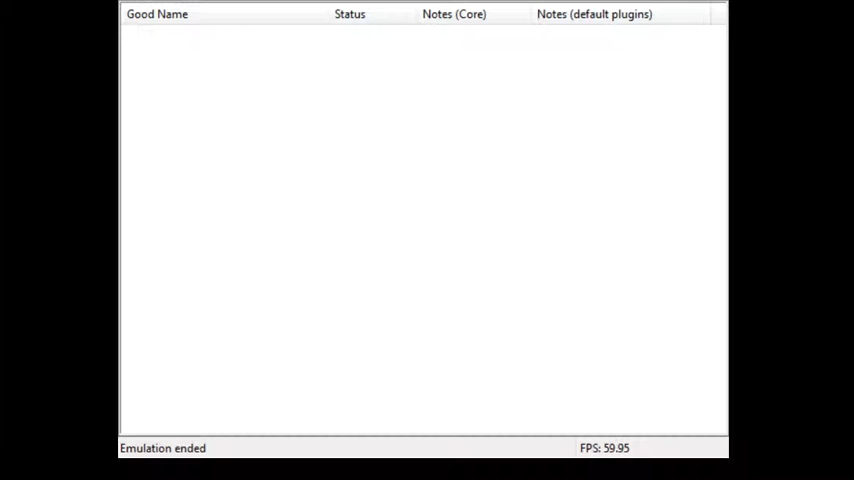 Good Name Status Notes (Core) Notes (default plugins)
Emulation ended FPS: 59.95